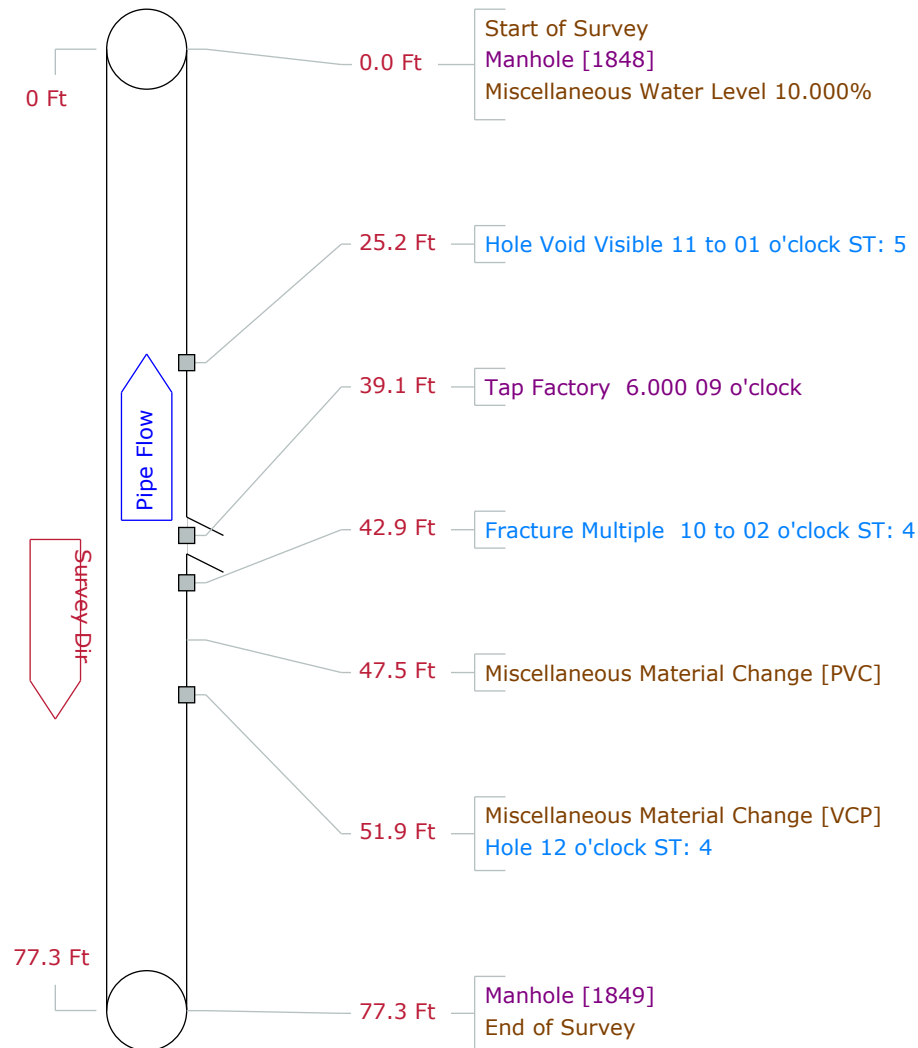 Start of Survey
0.0 Ft
Manhole [1848]
0 Ft
Miscellaneous Water Level 10.000%
25.2 Ft
Hole Void Visible 11 to 01 o'clock ST: 5
39.1 Ft
Tap Factory  6.000 09 o'clock
Pipe Flow
42.9 Ft
Fracture Multiple  10 to 02 o'clock ST: 4
Survey Dir
47.5 Ft
Miscellaneous Material Change [PVC]
51.9 Ft
Miscellaneous Material Change [VCP]
Hole 12 o'clock ST: 4
77.3 Ft
77.3 Ft
Manhole [1849]
End of Survey